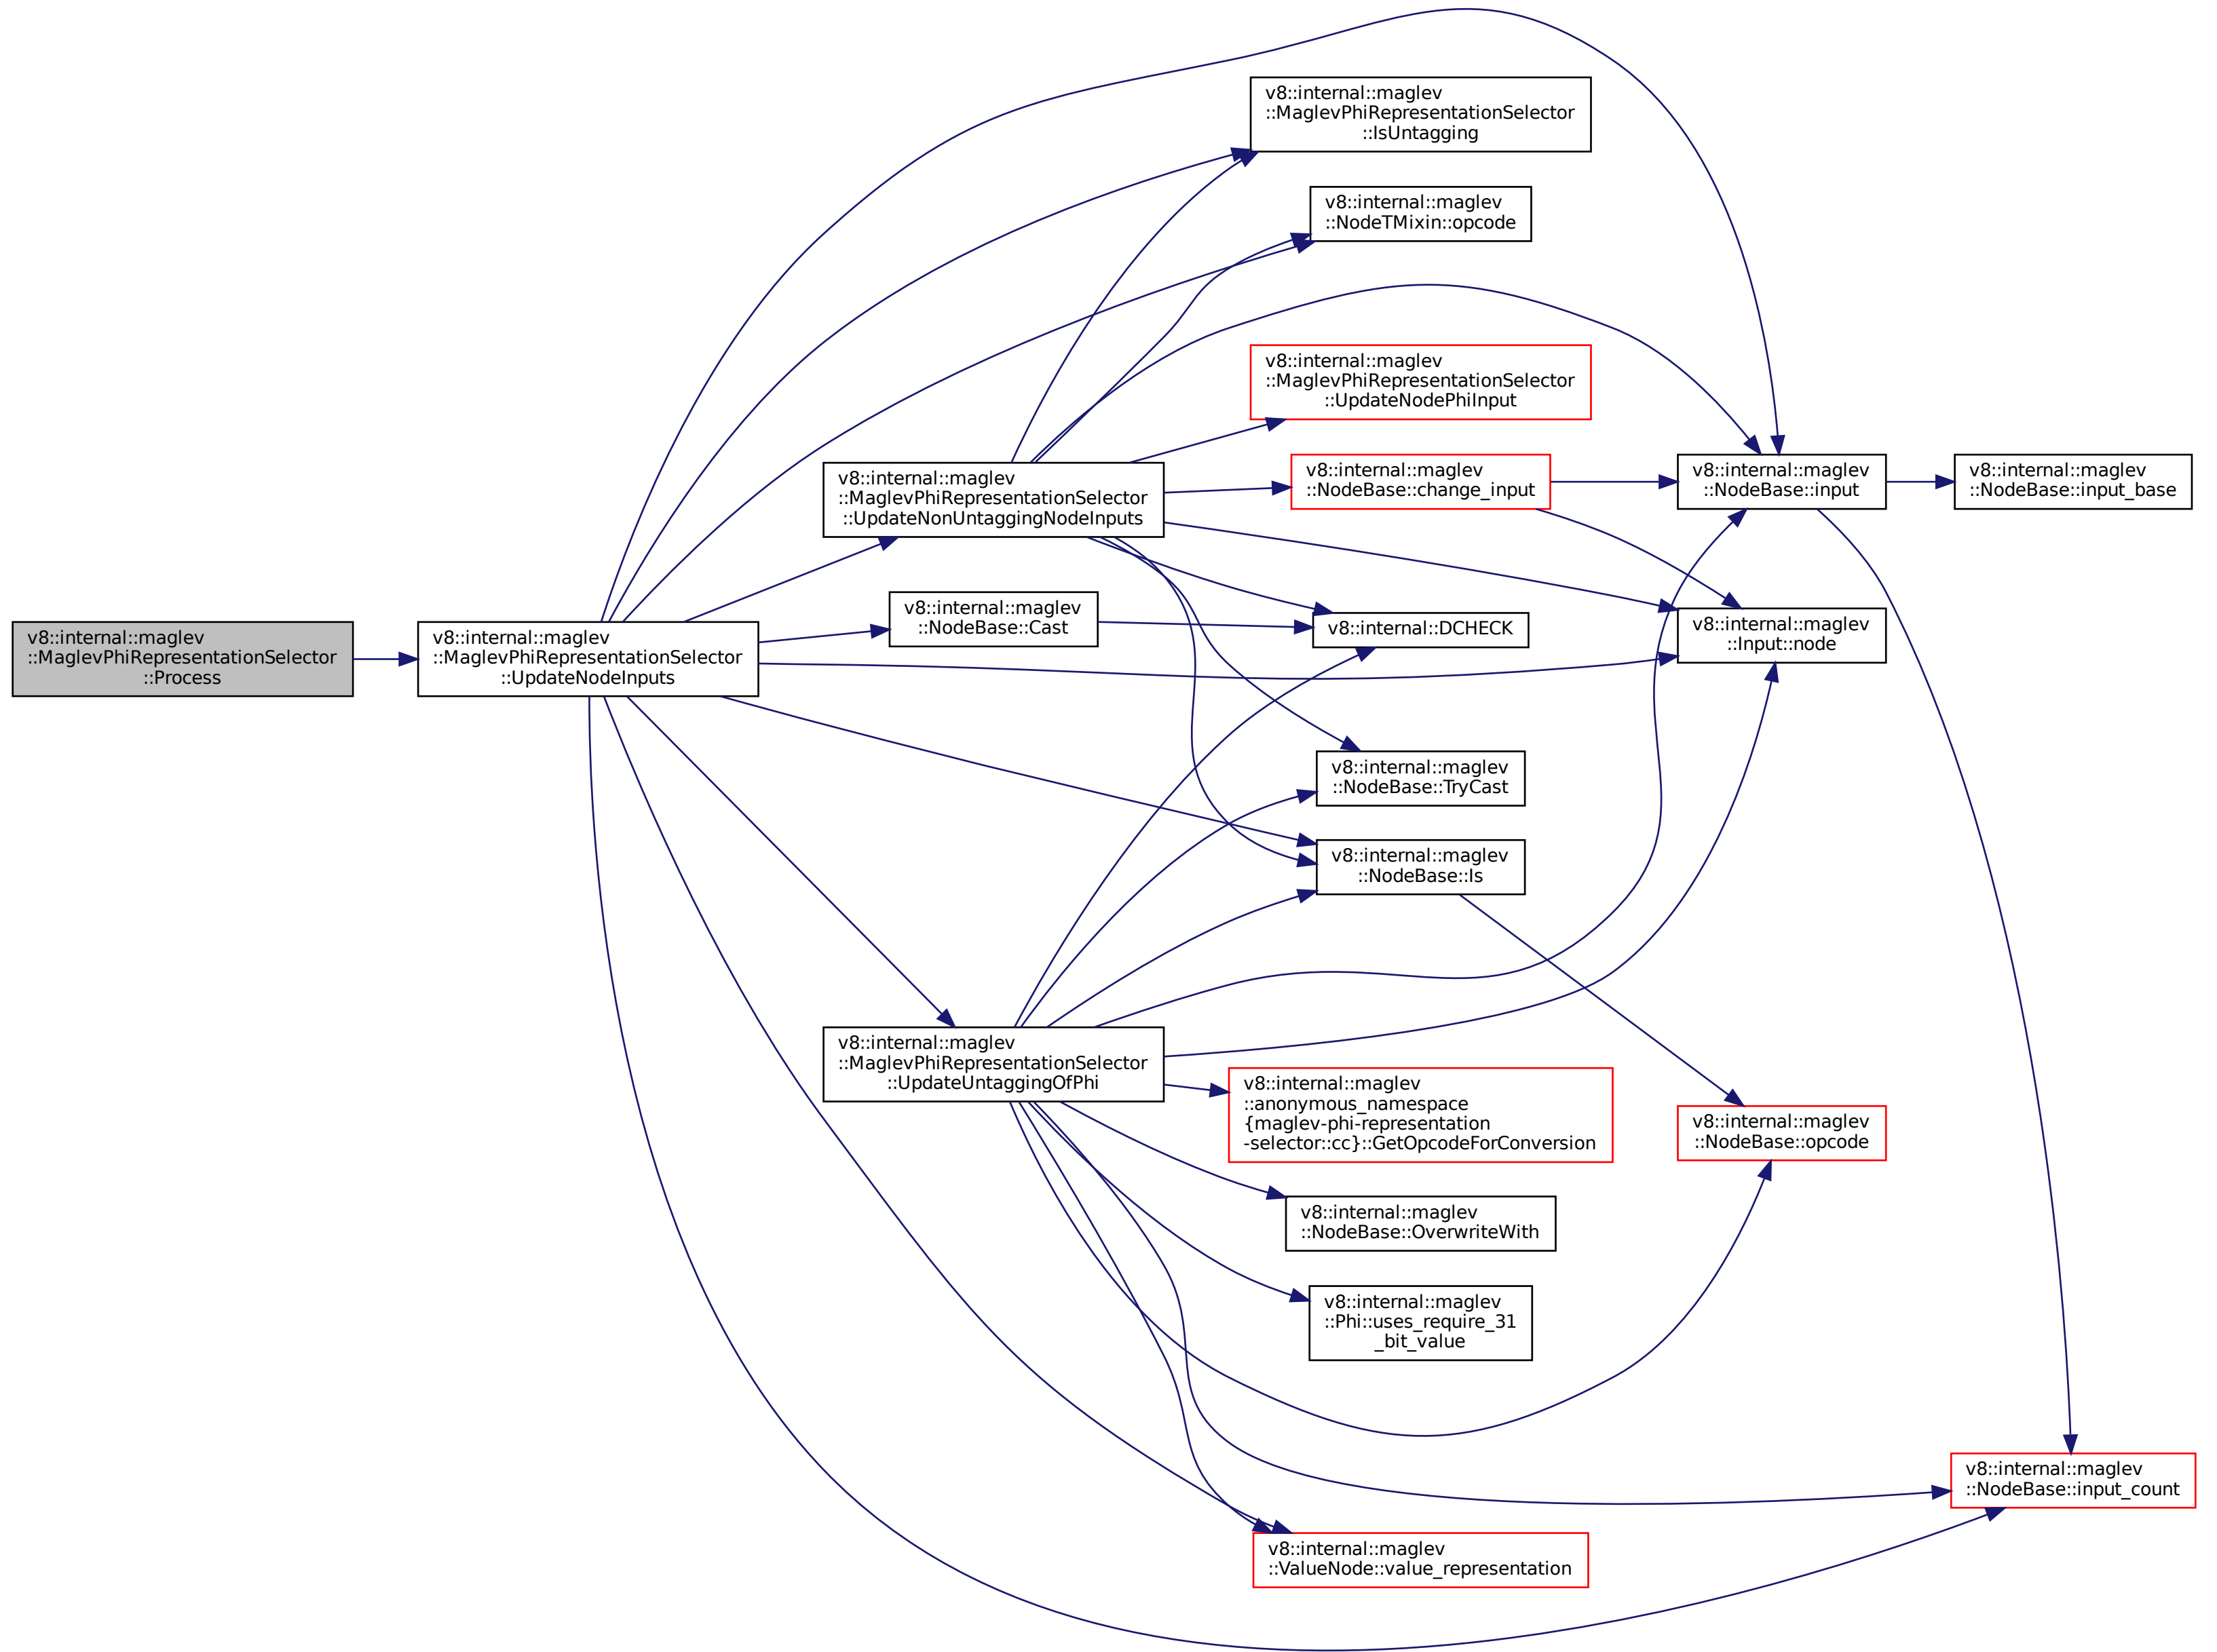 v8::internal::maglev
::MaglevPhiRepresentationSelector
::Process
v8::internal::maglev
::MaglevPhiRepresentationSelector
::UpdateNodeInputs
v8::internal::maglev
::MaglevPhiRepresentationSelector
::UpdateNonUntaggingNodeInputs
v8::internal::maglev
::NodeBase::Cast
v8::internal::maglev
::MaglevPhiRepresentationSelector
::UpdateUntaggingOfPhi
v8::internal::maglev
::MaglevPhiRepresentationSelector
::IsUntagging
v8::internal::maglev
::NodeTMixin::opcode
v8::internal::maglev
::MaglevPhiRepresentationSelector
::UpdateNodePhiInput
v8::internal::maglev
::NodeBase::change_input
v8::internal::DCHECK
v8::internal::maglev
::NodeBase::TryCast
v8::internal::maglev
::NodeBase::Is
v8::internal::maglev
::anonymous_namespace
{maglev-phi-representation
-selector::cc}::GetOpcodeForConversion
v8::internal::maglev
::NodeBase::OverwriteWith
v8::internal::maglev
::Phi::uses_require_31
_bit_value
v8::internal::maglev
::ValueNode::value_representation
v8::internal::maglev
::NodeBase::input
v8::internal::maglev
::Input::node
v8::internal::maglev
::NodeBase::opcode
v8::internal::maglev
::NodeBase::input_base
v8::internal::maglev
::NodeBase::input_count